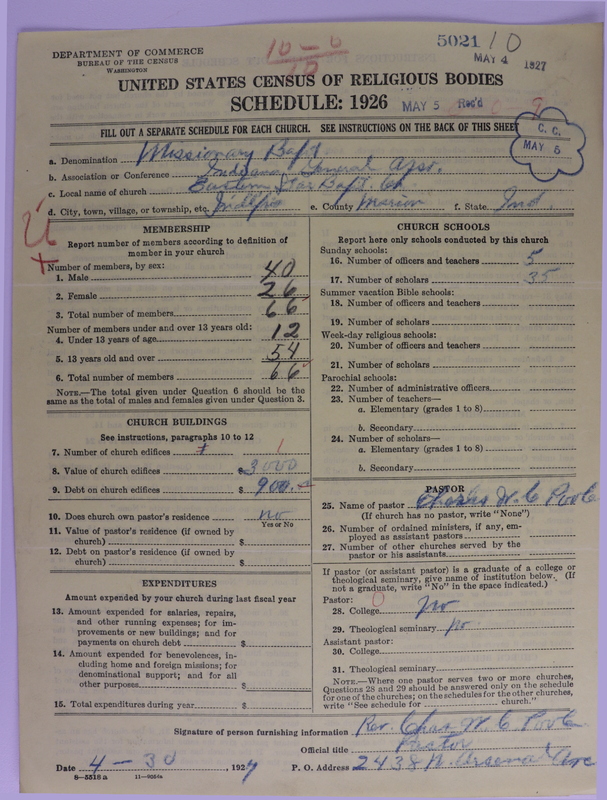 DEPARTMENT OF COMMERCE
BUREAU OF THE CENSUS
WASHINGTON
10-6
10
5021 10
MAY 4 1927
UNITED STATES CENSUS OF RELIGIOUS BODIES
SCHEDULE: 1926
MAY 5 Rec'd 9
FILL OUT A SEPARATE SCHEDULE FOR EACH CHURCH. SEE INSTRUCTIONS ON THE BACK OF THIS SHEET
C. C.
MAY 5
a. Denomination Missionary Bapt
b. Association or Conference Indiana General Asst.
c. Local name of church Eastern Star Bapt. Ch
d. City, town, village, or township, etc. Indpls e. County Marion f. State Ind.
MEMBERSHIP
Report number of members according to definition of
member in your church
Number of members, by sex:
1. Male 40
2. Female 26
3. Total number of members 66
Number of members under and over 13 years old:
4. Under 13 years of age 12
5. 13 years old and over 54
6. Total number of members 66
NOTE.—The total given under Question 6 should be the
same as the total of males and females given under Question 3.
CHURCH BUILDINGS
See instructions, paragraphs 10 to 12
7. Number of church edifices 1
8. Value of church edifices $3000
9. Debt on church edifices $900.
10. Does church own pastor's residence no
Yes or No
11. Value of pastor's residence (if owned by
church) $
12. Debt on pastor's residence (if owned by
church) $
EXPENDITURES
Amount expended by your church during last fiscal year
13. Amount expended for salaries, repairs,
and other running expenses; for im-
provements or new buildings; and for
payments on church debt $
14. Amount expended for benevolences, in-
cluding home and foreign missions; for
denominational support; and for all
other purposes $
15. Total expenditures during year $
CHURCH SCHOOLS
Report here only schools conducted by this church
Sunday schools:
16. Number of officers and teachers 5
17. Number of scholars 35
Summer vacation Bible schools:
18. Number of officers and teachers
19. Number of scholars
Week-day religious schools:
20. Number of officers and teachers
21. Number of scholars
Parochial schools:
22. Number of administrative officers
23. Number of teachers—
a. Elementary (grades 1 to 8)
b. Secondary
24. Number of scholars—
a. Elementary (grades 1 to 8)
b. Secondary
PASTOR
25. Name of pastor Charles W. C Poole
(If church has no pastor, write "None")
26. Number of ordained ministers, if any, em-
ployed as assistant pastors
27. Number of other churches served by the
pastor or his assistants
If pastor (or assistant pastor) is a graduate of a college or
theological seminary, give name of institution below. (If
not a graduate, write "No" in the space indicated.)
Pastor: 0
28. College no
29. Theological seminary no
Assistant pastor:
30. College
31. Theological seminary
NOTE.—Where one pastor serves two or more churches,
Questions 28 and 29 should be answered only on the schedule
for one of the churches; on the schedules for the other churches,
write "See schedule for church."
Signature of person furnishing information Rev. Chas. W. C Poole
Official title Pastor
Date 4-30, 1927 P. O. Address 2438 N. Arsenal Ave
8-5518 a